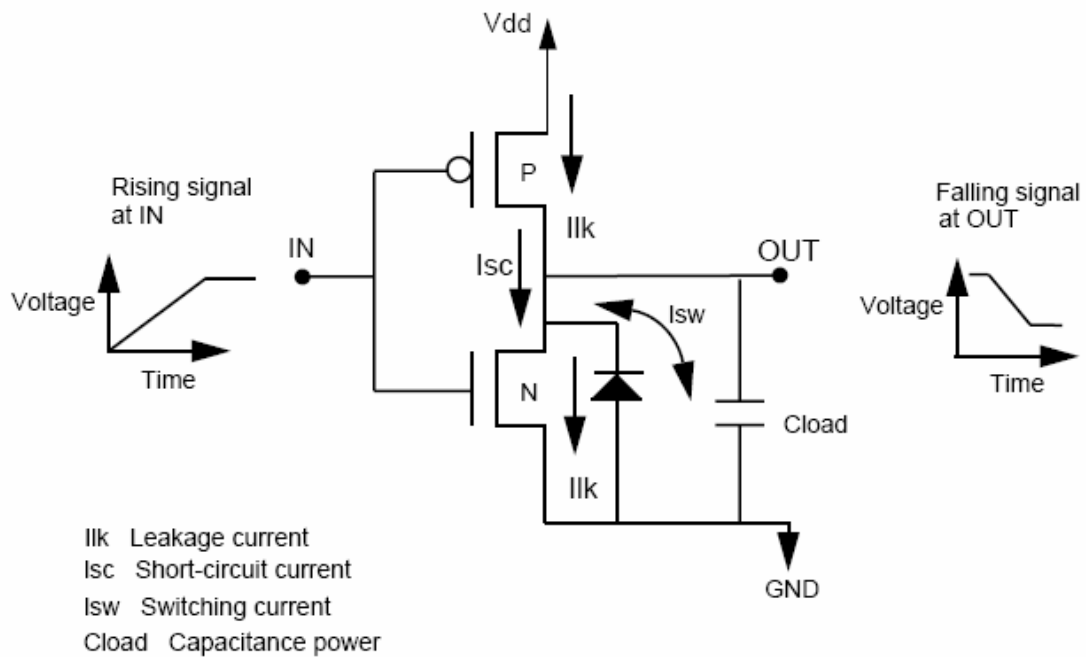 Vdd
P
Rising signal
at IN
Ilk
Falling signal
at OUT
IN
Isc
OUT
Voltage
Isw
Voltage
Time
N
Time
Cload
Ilk
Ilk Leakage current
Isc Short-circuit current
GND
Isw Switching current
Cload Capacitance power